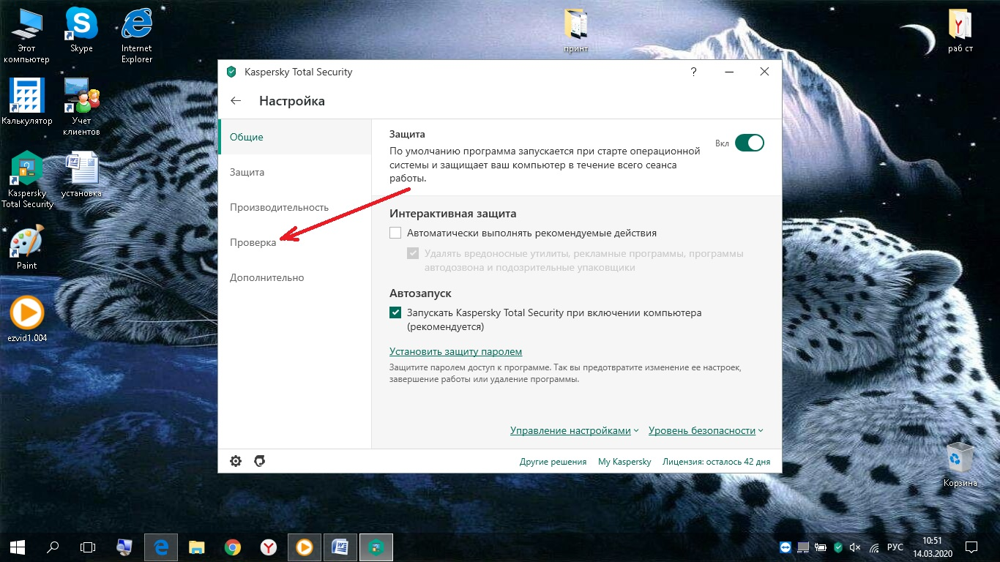 Этот
компьютер
Skype
Internet
Explorer
принт
раб ст
Калькулятор
Учет
клиентов
Kaspersky
Total Security
установка
Paint
ezvid1.004
Корзина
Kaspersky Total Security
?
Настройка
Общие
Защита
Производительность
Проверка
Дополнительно
Защита
Вкл
По умолчанию программа запускается при старте операционной
системы и защищает ваш компьютер в течение всего сеанса
работы.
Интерактивная защита
Автоматически выполнять рекомендуемые действия
Удалять вредоносные утилиты, рекламные программы, программы
автодозвона и подозрительные упаковщики
Автозапуск
Запускать Kaspersky Total Security при включении компьютера
(рекомендуется)
Установить защиту паролем
Защитите паролем доступ к программе. Так вы предотвратите изменение ее настроек,
завершение работы или удаление программы.
Управление настройками
Уровень безопасности
Другие решения
My Kaspersky
Лицензия: осталось 42 дня
РУС
10:51
14.03.2020